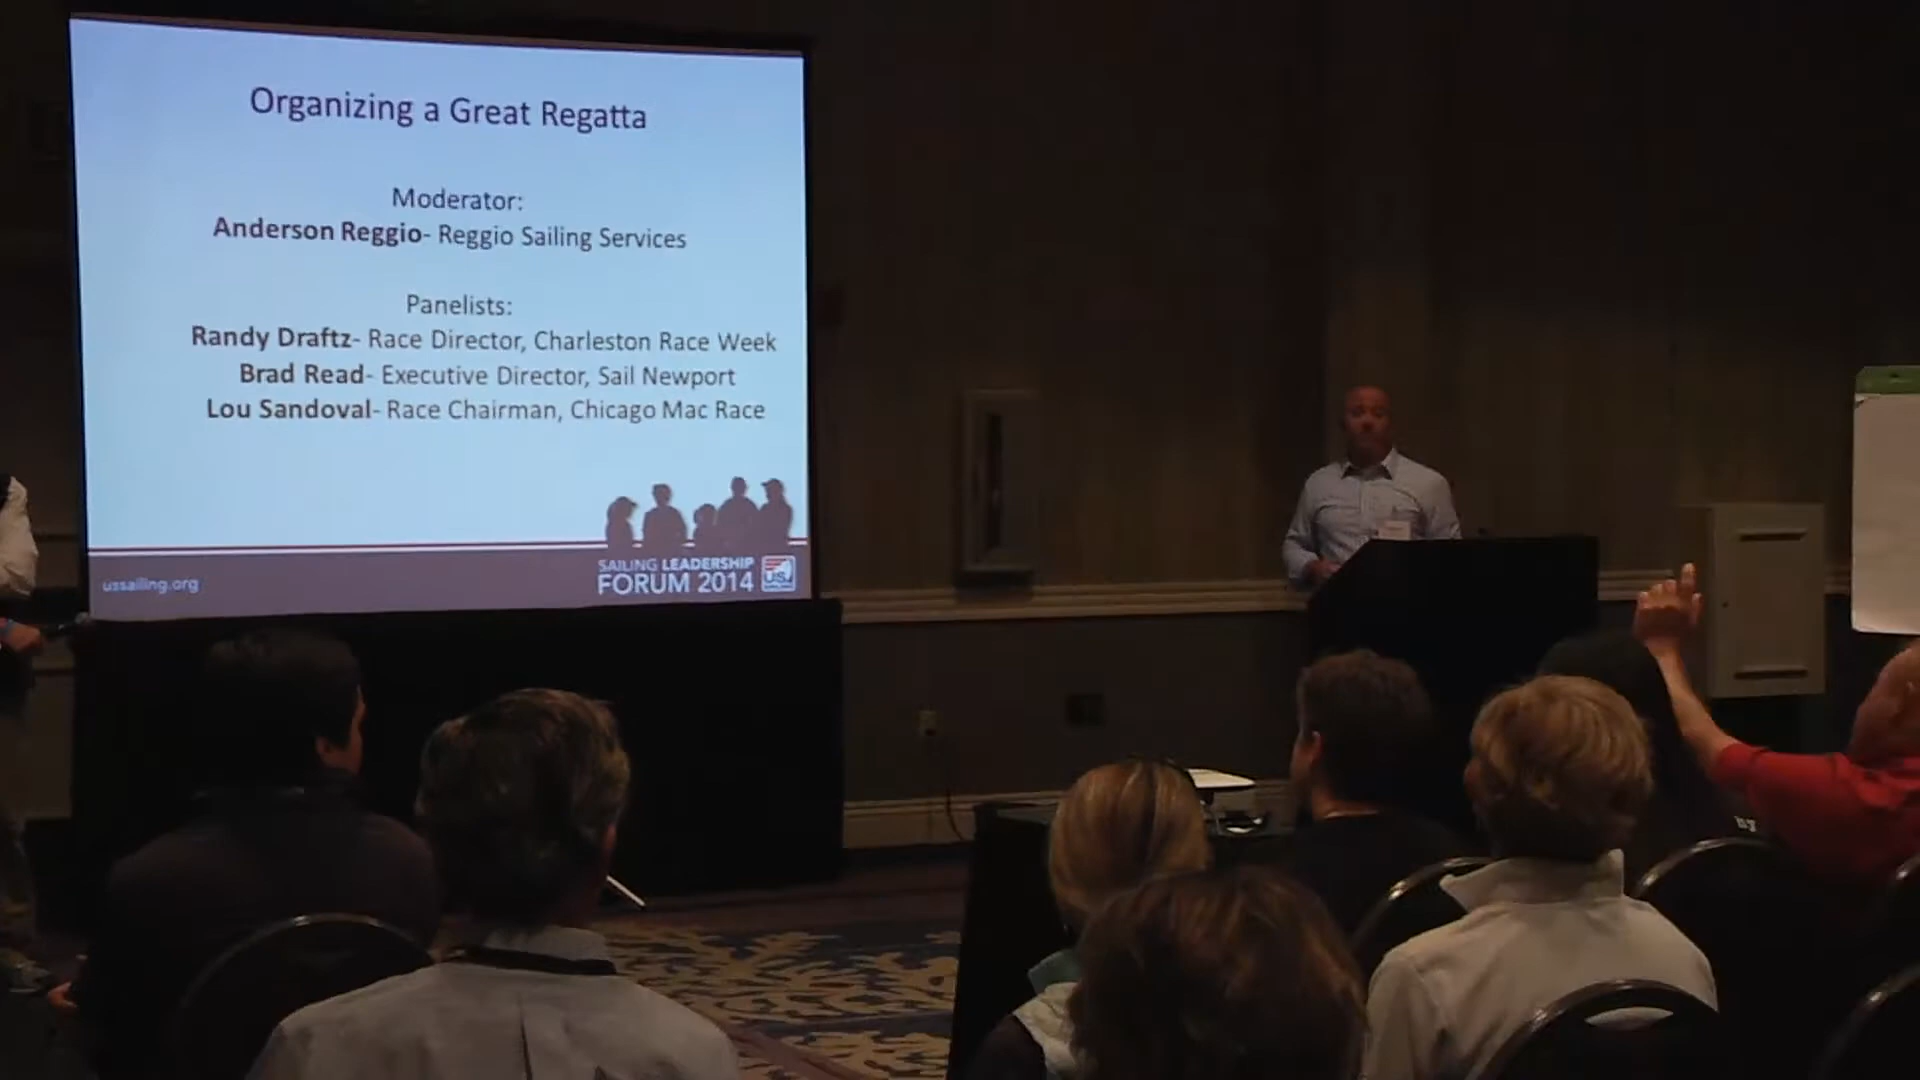 Organizing a Great Regatta
Moderator:
Anderson Reggio- Reggio Sailing Services
Panelists:
Randy Draftz- Race Director, Charleston Race Week
Brad Read- Executive Director, Sail Newport
Lou Sandoval- Race Chairman, Chicago Mac Race
ussailing.org
SAILING LEADERSHIP
FORUM 2014
US